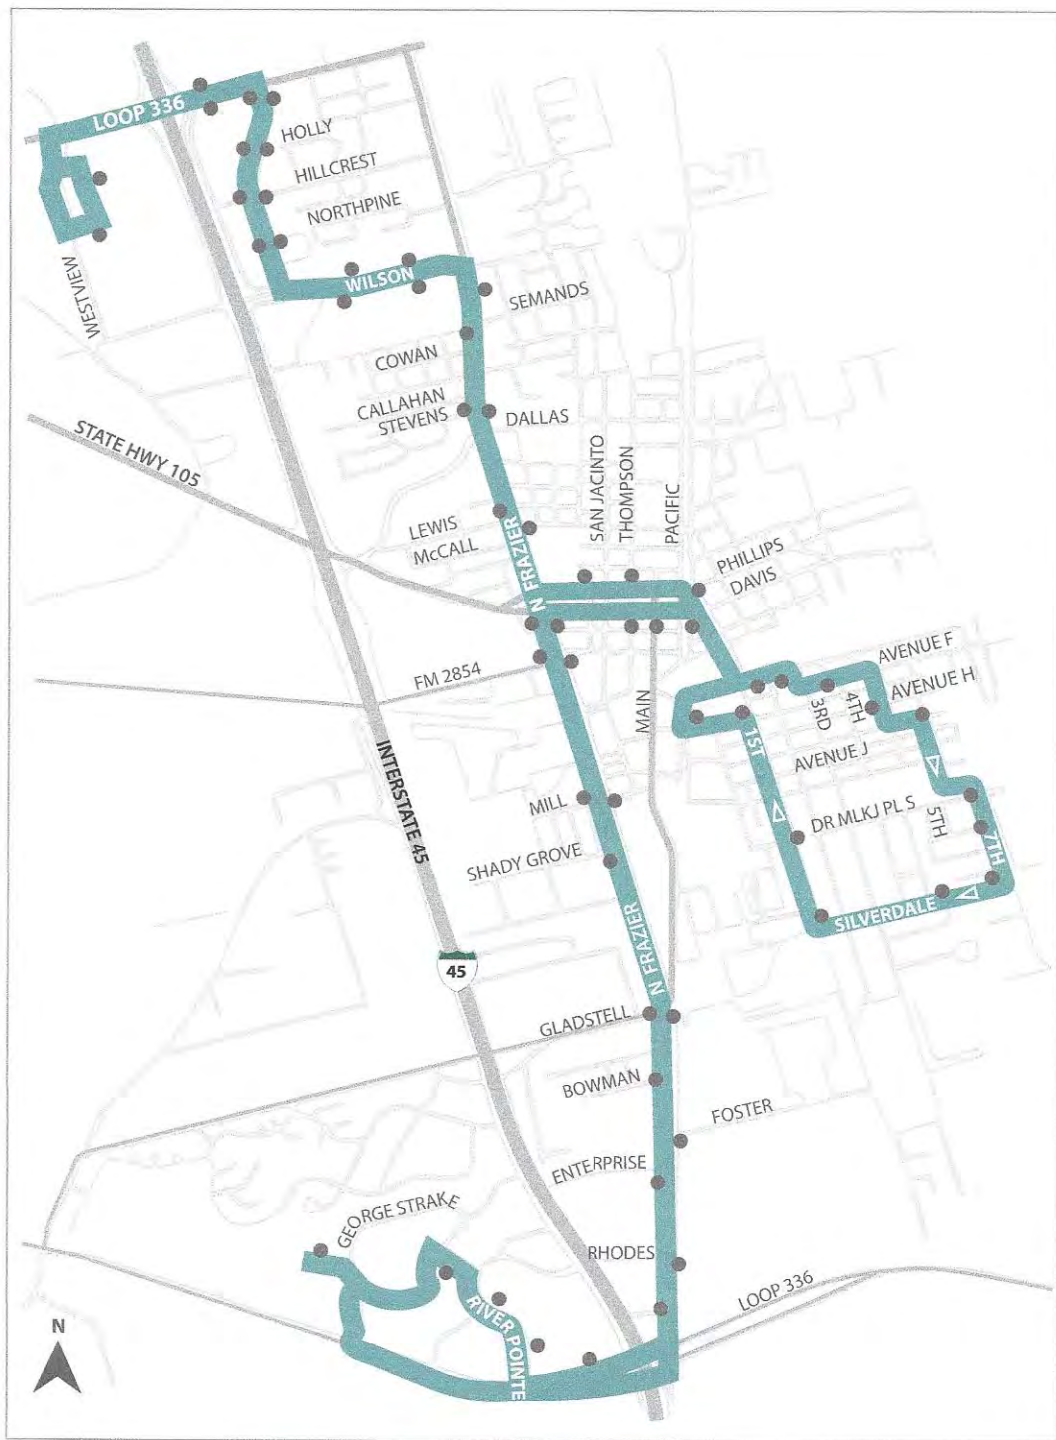 LOOP 336
HOLLY
HILLCREST
NORTHPINE
WESTVIEW
WILSON
SEMANDS
COWAN
CALLAHAN
STEVENS
DALLAS
STATE HWY 105
SAN JACINTO
THOMPSON
PACIFIC
LEWIS
McCALL
N FRAZIER
PHILLIPS
DAVIS
FM 2854
MAIN
AVENUE F
AVENUE H
3RD
4TH
1ST
AVENUE J
INTERSTATE 45
MILL
DR MLKJ PL S
5TH
7TH
SHADY GROVE
SILVERDALE
N FRAZIER
45
GLADSTELL
BOWMAN
FOSTER
ENTERPRISE
GEORGE STRAKE
RHODES
LOOP 336
RIVER POINTE
N